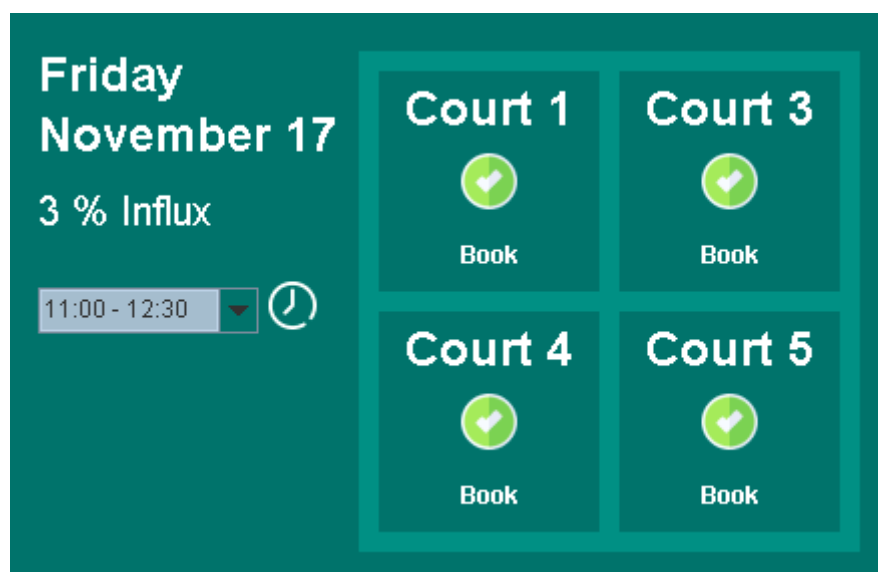 Friday
November 17
3 % Influx
11:00 - 12:30
Court 1
Book
Court 3
Book
Court 4
Book
Court 5
Book